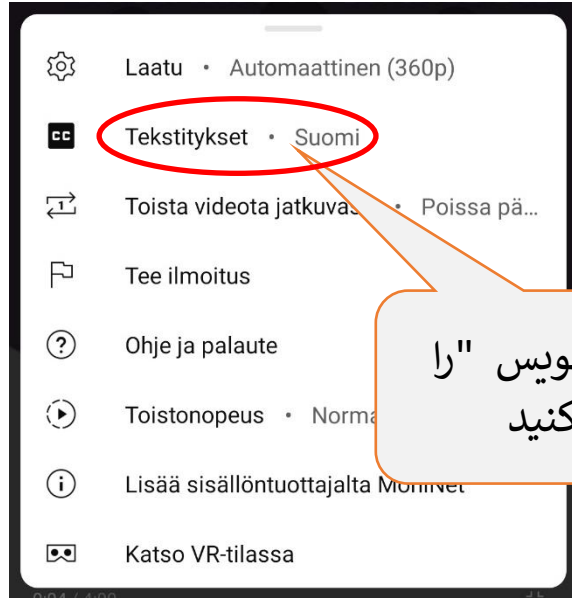 Laatu • Automaattinen (360p)
CC Tekstitykset • Suomi
Toista videota jatkuvas • Poissa pä...
Tee ilmoitus
ویس "را
کنید
Ohje ja palaute
Toistonopeus • Norma
Lisää sisällöntuottajalta MoniNet
Katso VR-tilassa